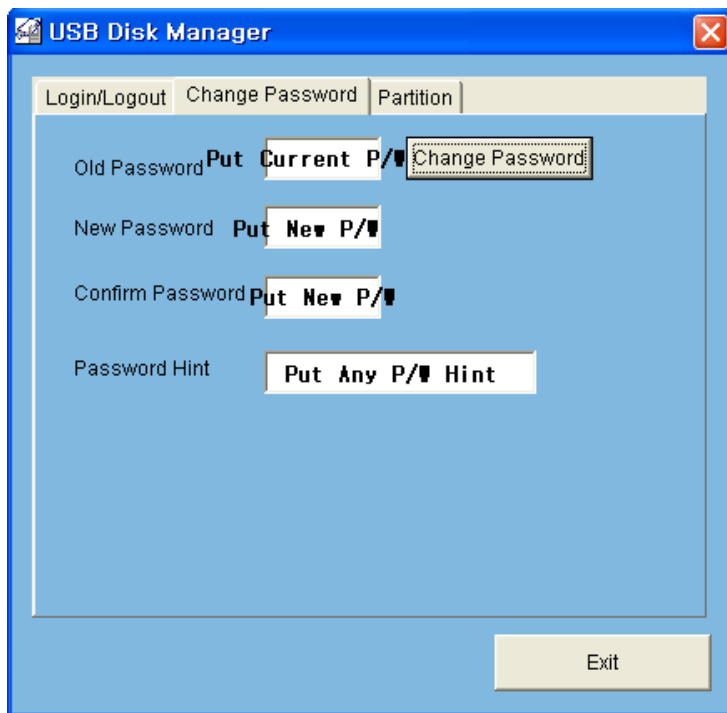 USB Disk Manager
Login/Logout Change Password Partition
Old Password Put Current P/W Change Password
New Password Put New P/W
Confirm Password Put New P/W
Password Hint Put Any P/W Hint
Exit